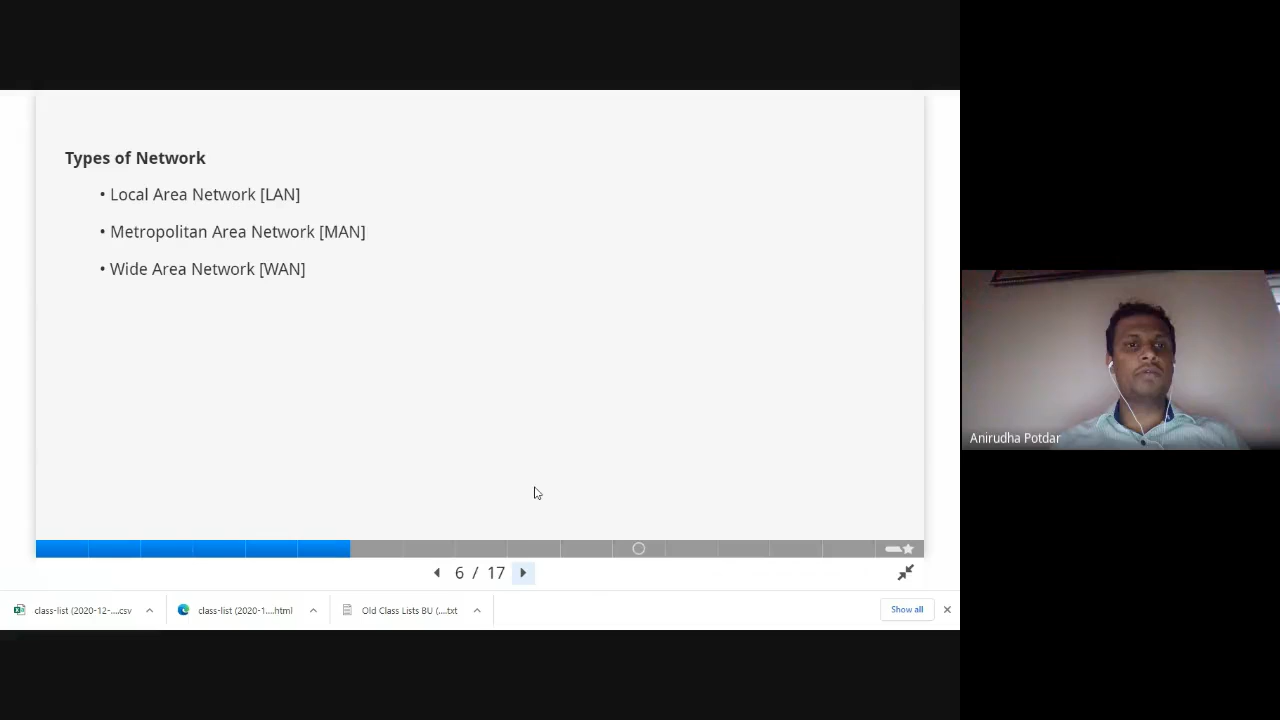 Types of Network
• Local Area Network [LAN]
• Metropolitan Area Network [MAN]
• Wide Area Network [WAN]
6 / 17
class-list (2020-12-....csv
class-list (2020-1....html
Old Class Lists BU (....txt
Show all
Anirudha Potdar